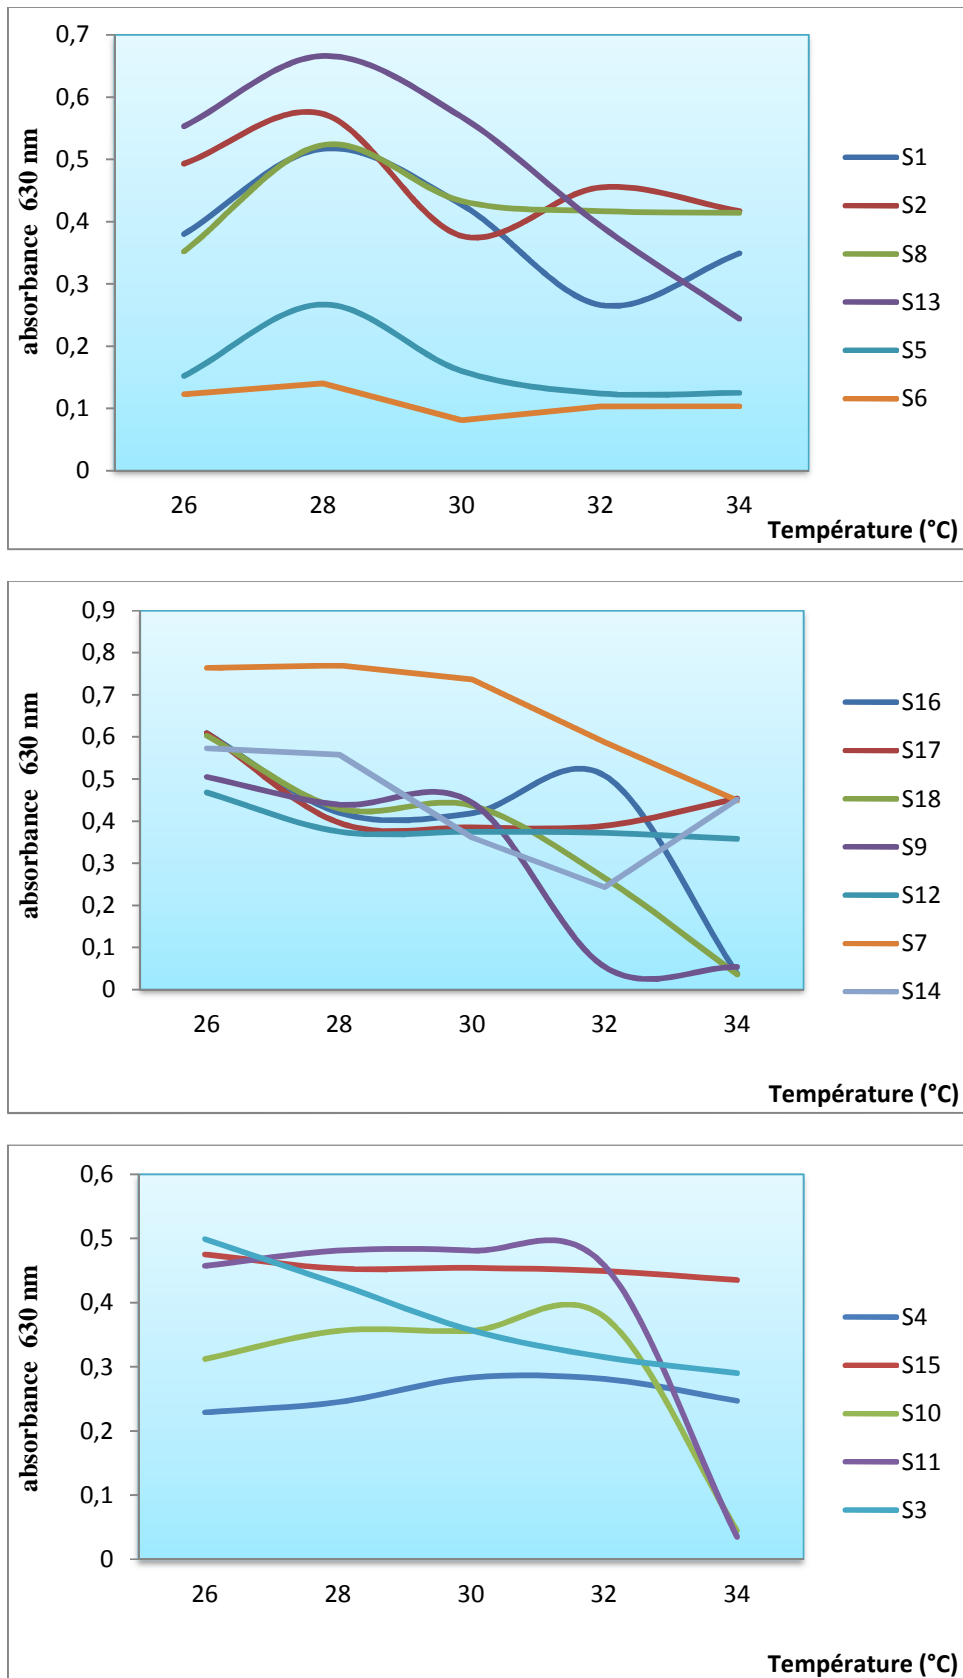 0,7
0,6
0,5
0,4
0,3
0,2
0,1
0
absorbance 630 nm
26 28 30 32 34
Température (°C)
S1
S2
S8
S13
S5
S6
0,9
0,8
0,7
0,6
0,5
0,4
0,3
0,2
0,1
0
absorbance 630 nm
26 28 30 32 34
Température (°C)
S16
S17
S18
S9
S12
S7
S14
0,6
0,5
0,4
0,3
0,2
0,1
0
absorbance 630 nm
26 28 30 32 34
Température (°C)
S4
S15
S10
S11
S3